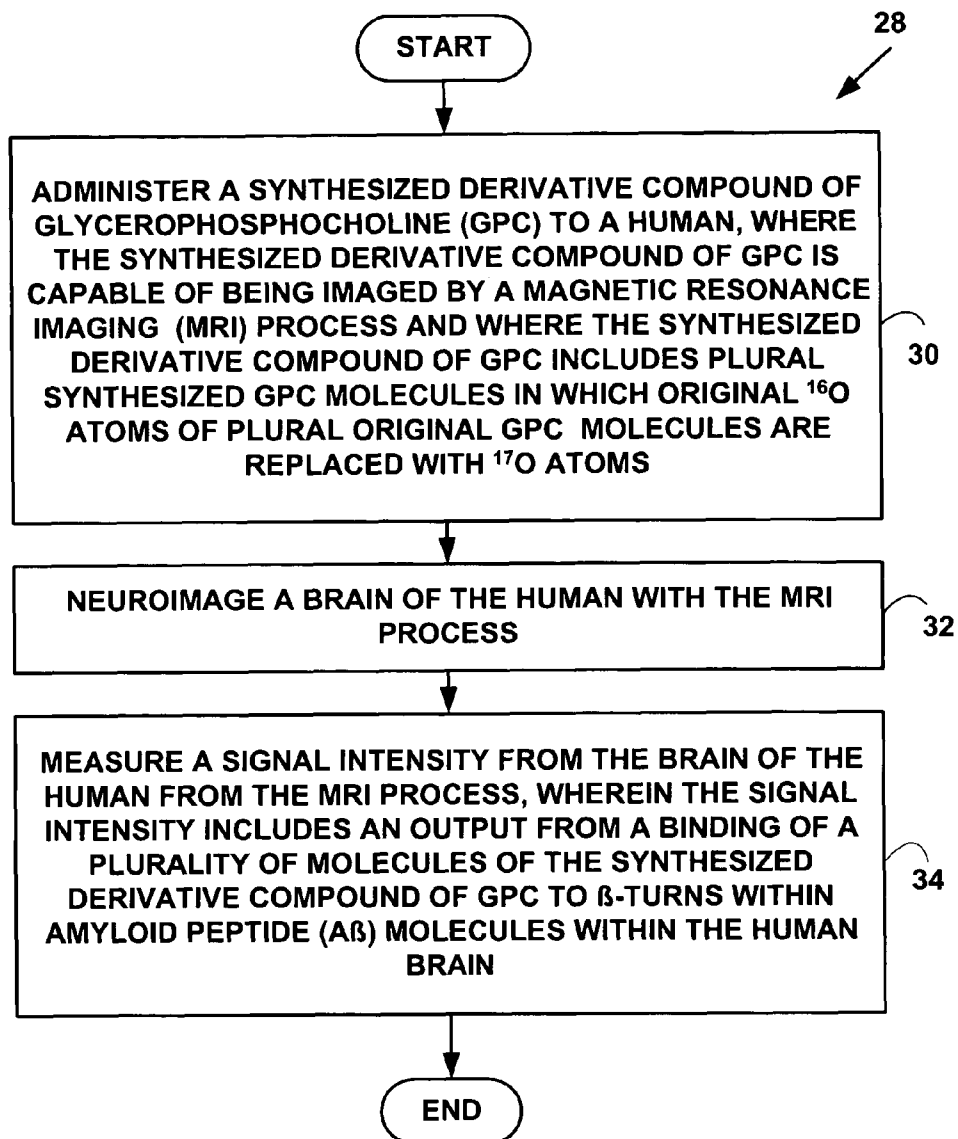 START
28
ADMINISTER A SYNTHESIZED DERIVATIVE COMPOUND OF
GLYCEROPHOSPHOCHOLINE (GPC) TO A HUMAN, WHERE
THE SYNTHESIZED DERIVATIVE COMPOUND OF GPC IS
CAPABLE OF BEING IMAGED BY A MAGNETIC RESONANCE
IMAGING (MRI) PROCESS AND WHERE THE SYNTHESIZED
DERIVATIVE COMPOUND OF GPC INCLUDES PLURAL
SYNTHESIZED GPC MOLECULES IN WHICH ORIGINAL ¹⁶O
ATOMS OF PLURAL ORIGINAL GPC MOLECULES ARE
REPLACED WITH ¹⁷O ATOMS
30
NEUROIMAGE A BRAIN OF THE HUMAN WITH THE MRI
PROCESS
32
MEASURE A SIGNAL INTENSITY FROM THE BRAIN OF THE
HUMAN FROM THE MRI PROCESS, WHEREIN THE SIGNAL
INTENSITY INCLUDES AN OUTPUT FROM A BINDING OF A
PLURALITY OF MOLECULES OF THE SYNTHESIZED
DERIVATIVE COMPOUND OF GPC TO ß-TURNS WITHIN
AMYLOID PEPTIDE (Aß) MOLECULES WITHIN THE HUMAN
BRAIN
34
END